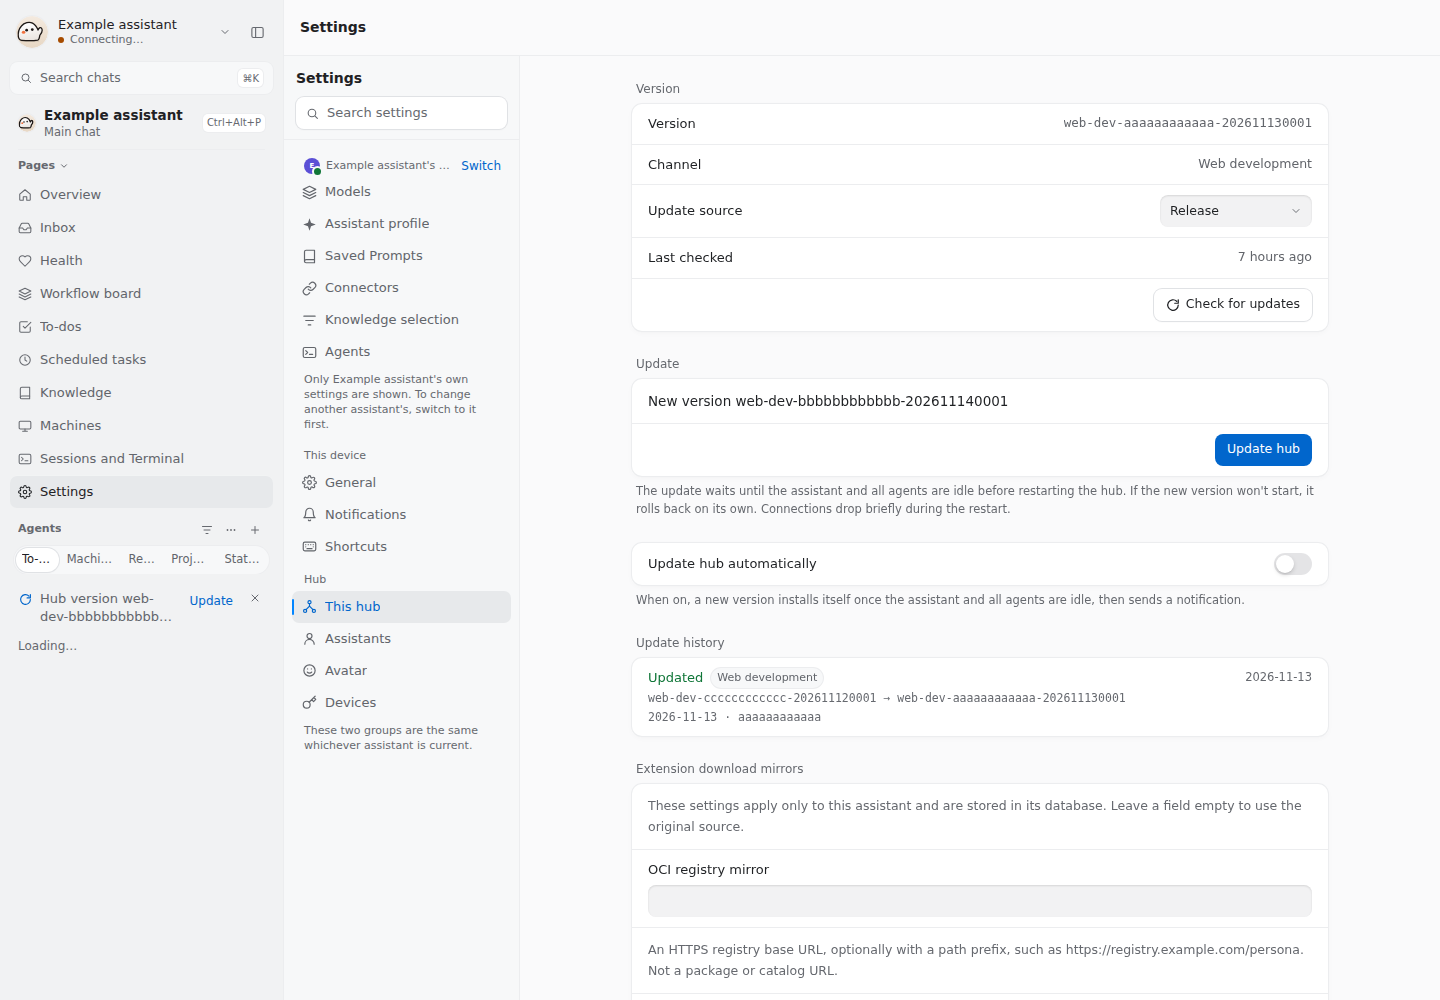 Example assistant
Connecting...
Search chats
⌘K
Example assistant
Main chat
Ctrl+Alt+P
Pages
Overview
Inbox
Health
Workflow board
To-dos
Scheduled tasks
Knowledge
Machines
Sessions and Terminal
Settings
Agents
To-...
Machi...
Re...
Proj...
Stat...
Hub version web-
dev-bbbbbbbbbbb...
Update
Loading...
Settings
Settings
Search settings
E
Example assistant's ...
Switch
Models
Assistant profile
Saved Prompts
Connectors
Knowledge selection
Agents
Only Example assistant's own
settings are shown. To change
another assistant's, switch to it
first.
This device
General
Notifications
Shortcuts
Hub
This hub
Assistants
Avatar
Devices
These two groups are the same
whichever assistant is current.
Version
Version
web-dev-aaaaaaaaaaaa-202611130001
Channel
Web development
Update source
Release
Last checked
7 hours ago
Check for updates
Update
New version web-dev-bbbbbbbbbbbb-202611140001
Update hub
The update waits until the assistant and all agents are idle before restarting the hub. If the new version won't start, it
rolls back on its own. Connections drop briefly during the restart.
Update hub automatically
When on, a new version installs itself once the assistant and all agents are idle, then sends a notification.
Update history
Updated
Web development
2026-11-13
web-dev-cccccccccccc-202611120001 → web-dev-aaaaaaaaaaaa-202611130001
2026-11-13 · aaaaaaaaaaaa
Extension download mirrors
These settings apply only to this assistant and are stored in its database. Leave a field empty to use the
original source.
OCI registry mirror
An HTTPS registry base URL, optionally with a path prefix, such as https://registry.example.com/persona.
Not a package or catalog URL.